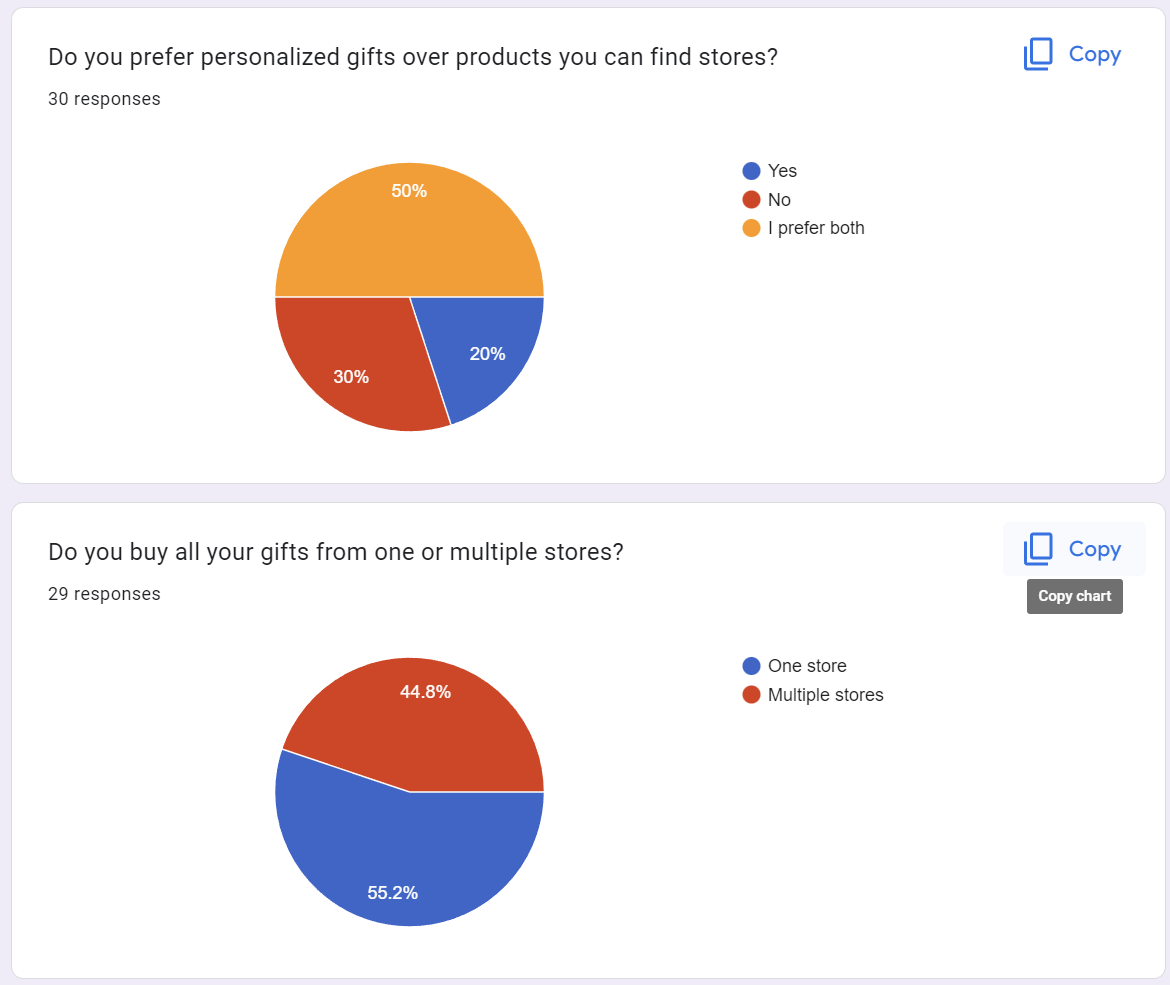 Do you prefer personalized gifts over products you can find stores?
Copy
30 responses
50%
30%
20%
Yes
No
I prefer both
Do you buy all your gifts from one or multiple stores?
Copy
29 responses
Copy chart
44.8%
55.2%
One store
Multiple stores